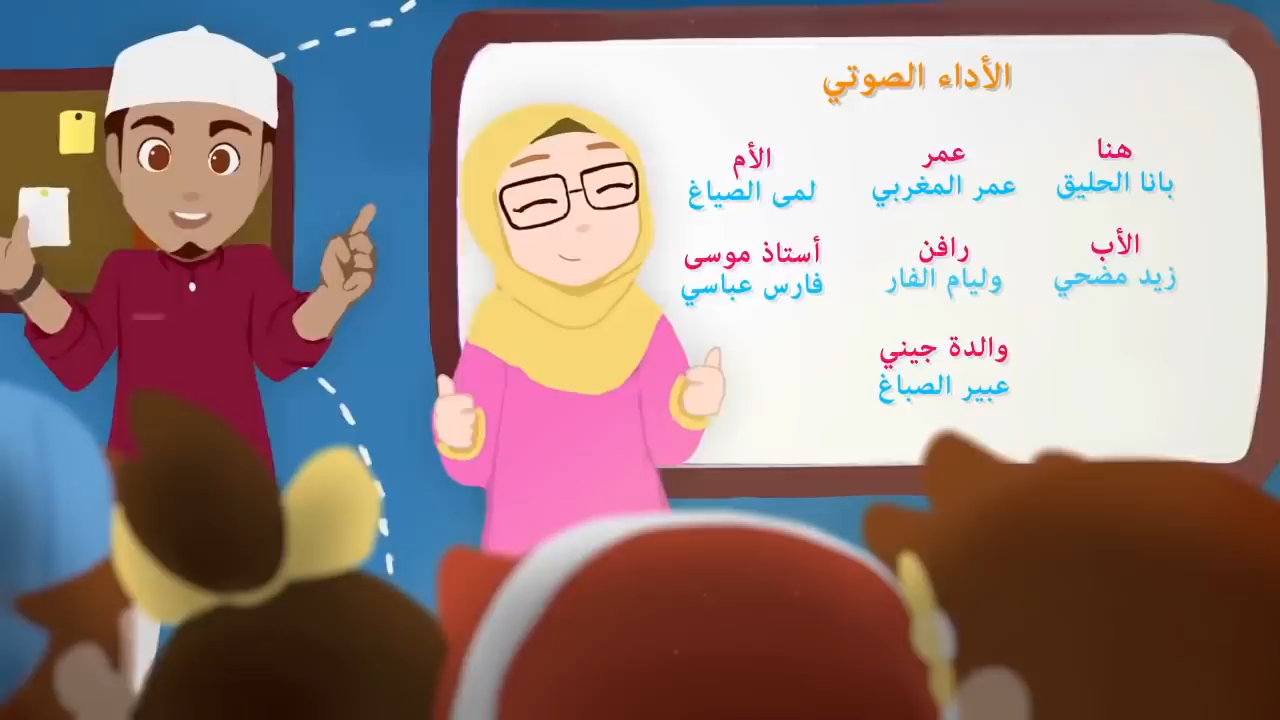 الأداء الصوتي
هنا
بانا الحليق
عمر
عمر المغربي
الأم
لمى الصياغ
الأب
زيد مضحي
رافن
وليام الفار
أستاذ موسى
فارس عباسي
والدة جيني
عبير الصباغ